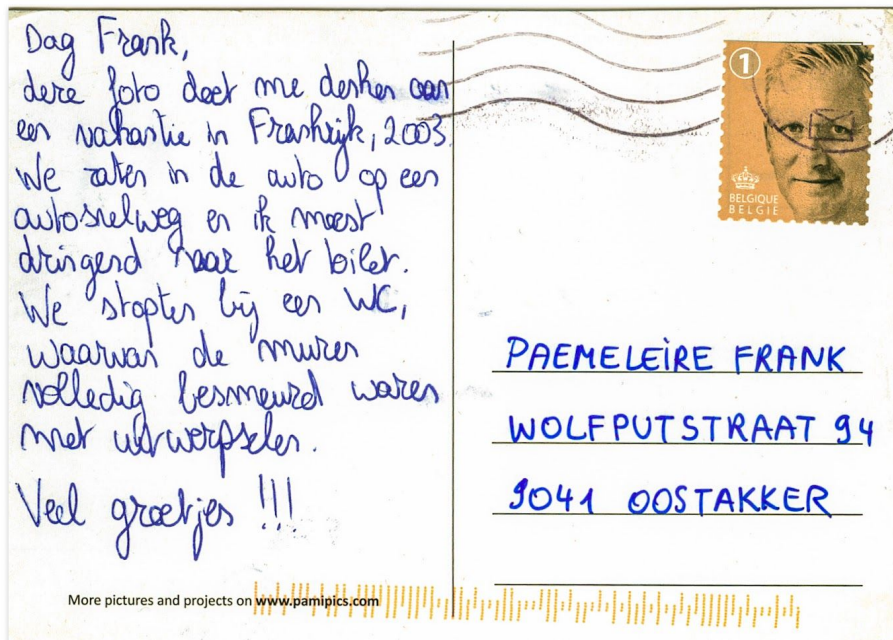 Dag Frank,
deze foto doet me denken aan
een vakantie in Frankrijk, 2003.
We zaten in de auto op een
autosnelweg en ik moest
dringend naar het toilet.
We stopten bij een WC,
waarvan de muren
volledig besmeurd waren
met uitwerpselen.
Veel groetjes !!!
More pictures and projects on www.pamipics.com
1
BELGIQUE
BELGIE
PAEMELEIRE FRANK
WOLFPUTSTRAAT 94
9041 OOSTAKKER